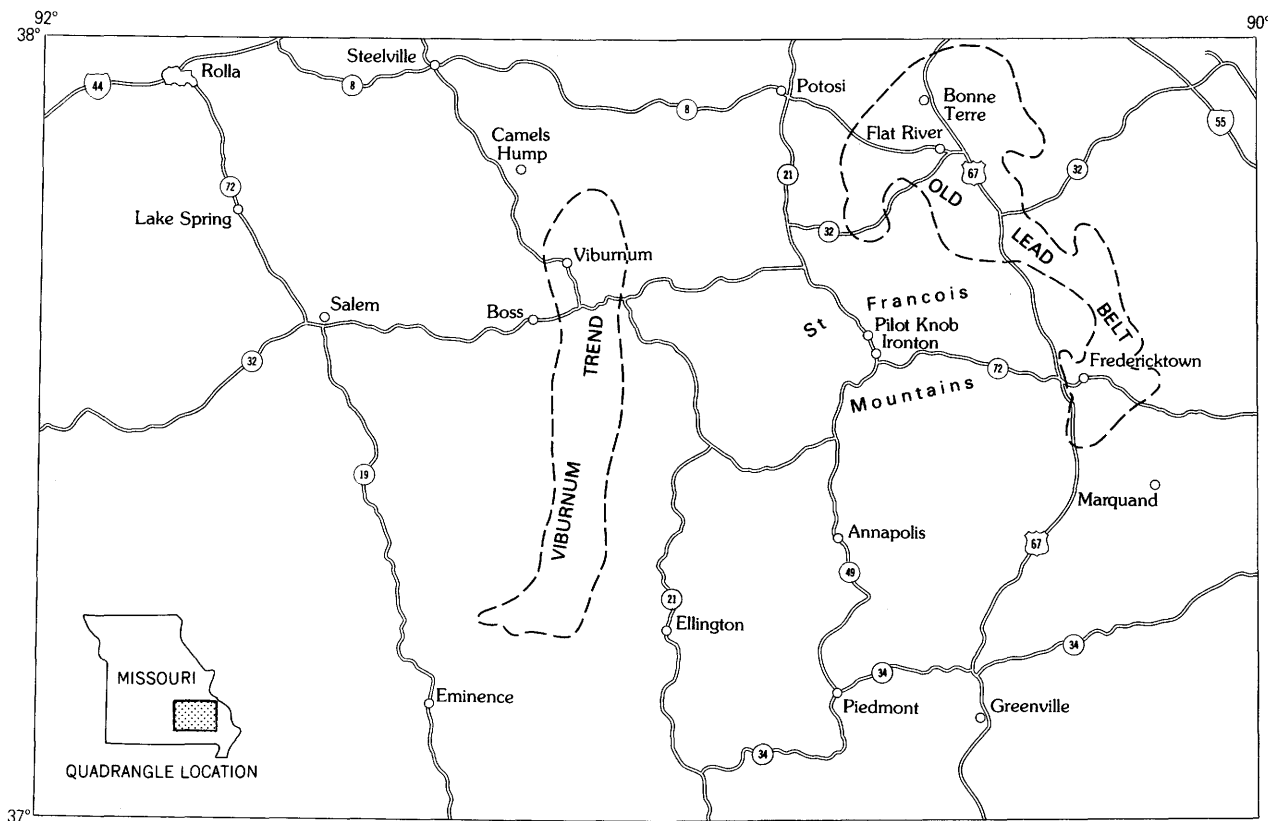 92°
90°
38°
Steelville
Rolla
44
8
Potosi
Bonne
Terre
8
55
Camels
Hump
Flat River
21
67
32
72
OLD
Lake Spring
32
LEAD
Viburnum
Salem
Boss
St Francois
Mountains
BELT
Pilot Knob
Ironton
TREND
72
Fredericktown
32
VIBURNUM
19
Marquand
Annapolis
67
49
21
Ellington
34
MISSOURI
34
Eminence
Piedmont
Greenville
34
QUADRANGLE LOCATION
37°